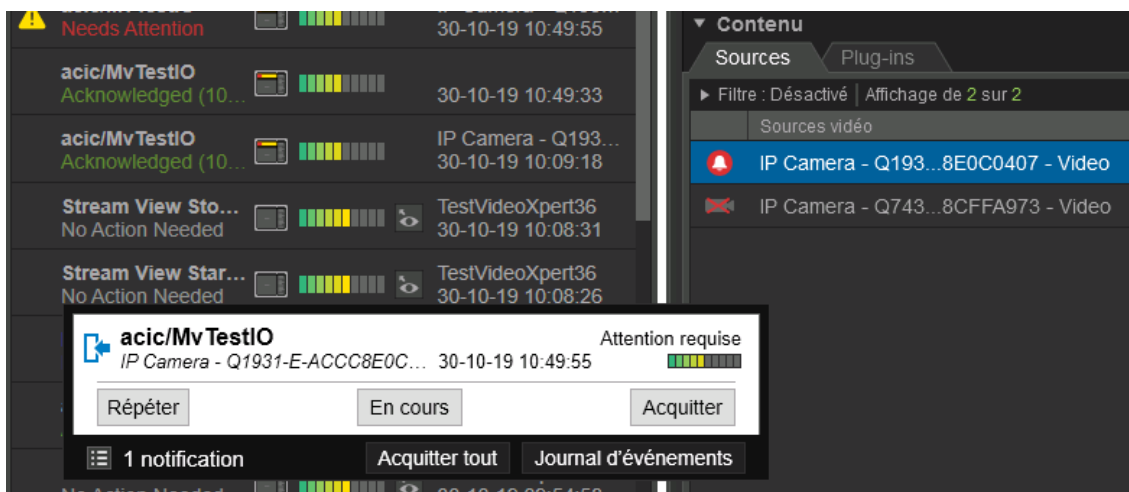 Needs Attention
30-10-19 10:49:55
acic/MvTestIO
Acknowledged (10...
30-10-19 10:49:33
acic/MvTestIO
IP Camera - Q193...
Acknowledged (10...
30-10-19 10:09:18
Stream View Sto...
TestVideoXpert36
No Action Needed
30-10-19 10:08:31
Stream View Star...
TestVideoXpert36
No Action Needed
30-10-19 10:08:26
acic/MvTestIO
Attention requise
IP Camera - Q1931-E-ACCC8E0C... 30-10-19 10:49:55
Répéter
En cours
Acquitter
1 notification
Acquitter tout
Journal d'événements
Contenu
Sources
Plug-ins
Filtre : Désactivé | Affichage de 2 sur 2
Sources vidéo
IP Camera - Q193...8E0C0407 - Video
IP Camera - Q743...8CFFA973 - Video